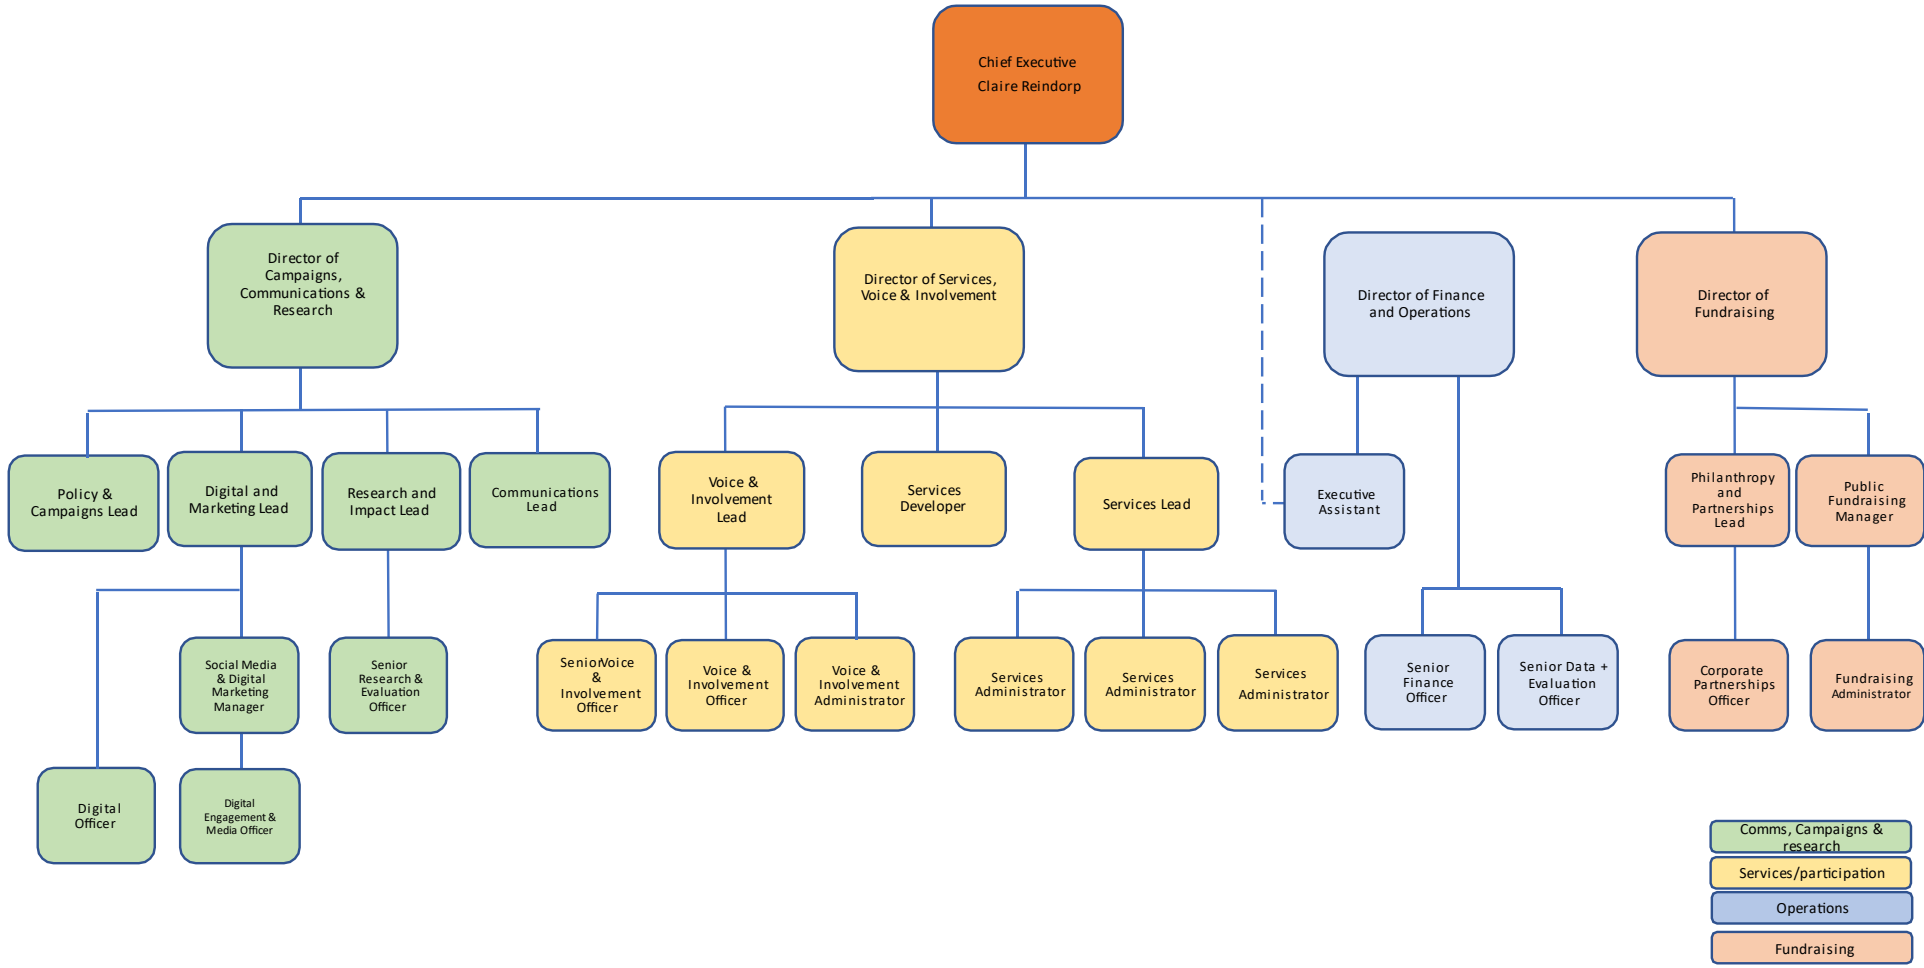 Chief Executive
Claire Reindorp
Director of
Campaigns,
Communications &
Research
Director of Services,
Voice & Involvement
Director of Finance
and Operations
Director of
Fundraising
Policy &
Campaigns Lead
Digital and
Marketing Lead
Research and
Impact Lead
Communications
Lead
Voice &
Involvement
Lead
Services
Developer
Services Lead
Executive
Assistant
Philanthropy
and
Partnerships
Lead
Public
Fundraising
Manager
Social Media
& Digital
Marketing
Manager
Senior
Research &
Evaluation
Officer
SeniorVoice
&
Involvement
Officer
Voice &
Involvement
Officer
Voice &
Involvement
Administrator
Services
Administrator
Services
Administrator
Services
Administrator
Senior
Finance
Officer
Senior Data +
Evaluation
Officer
Corporate
Partnerships
Officer
Fundraising
Administrator
Digital
Officer
Digital
Engagement &
Media Officer
Comms, Campaigns &
research
Services/participation
Operations
Fundraising